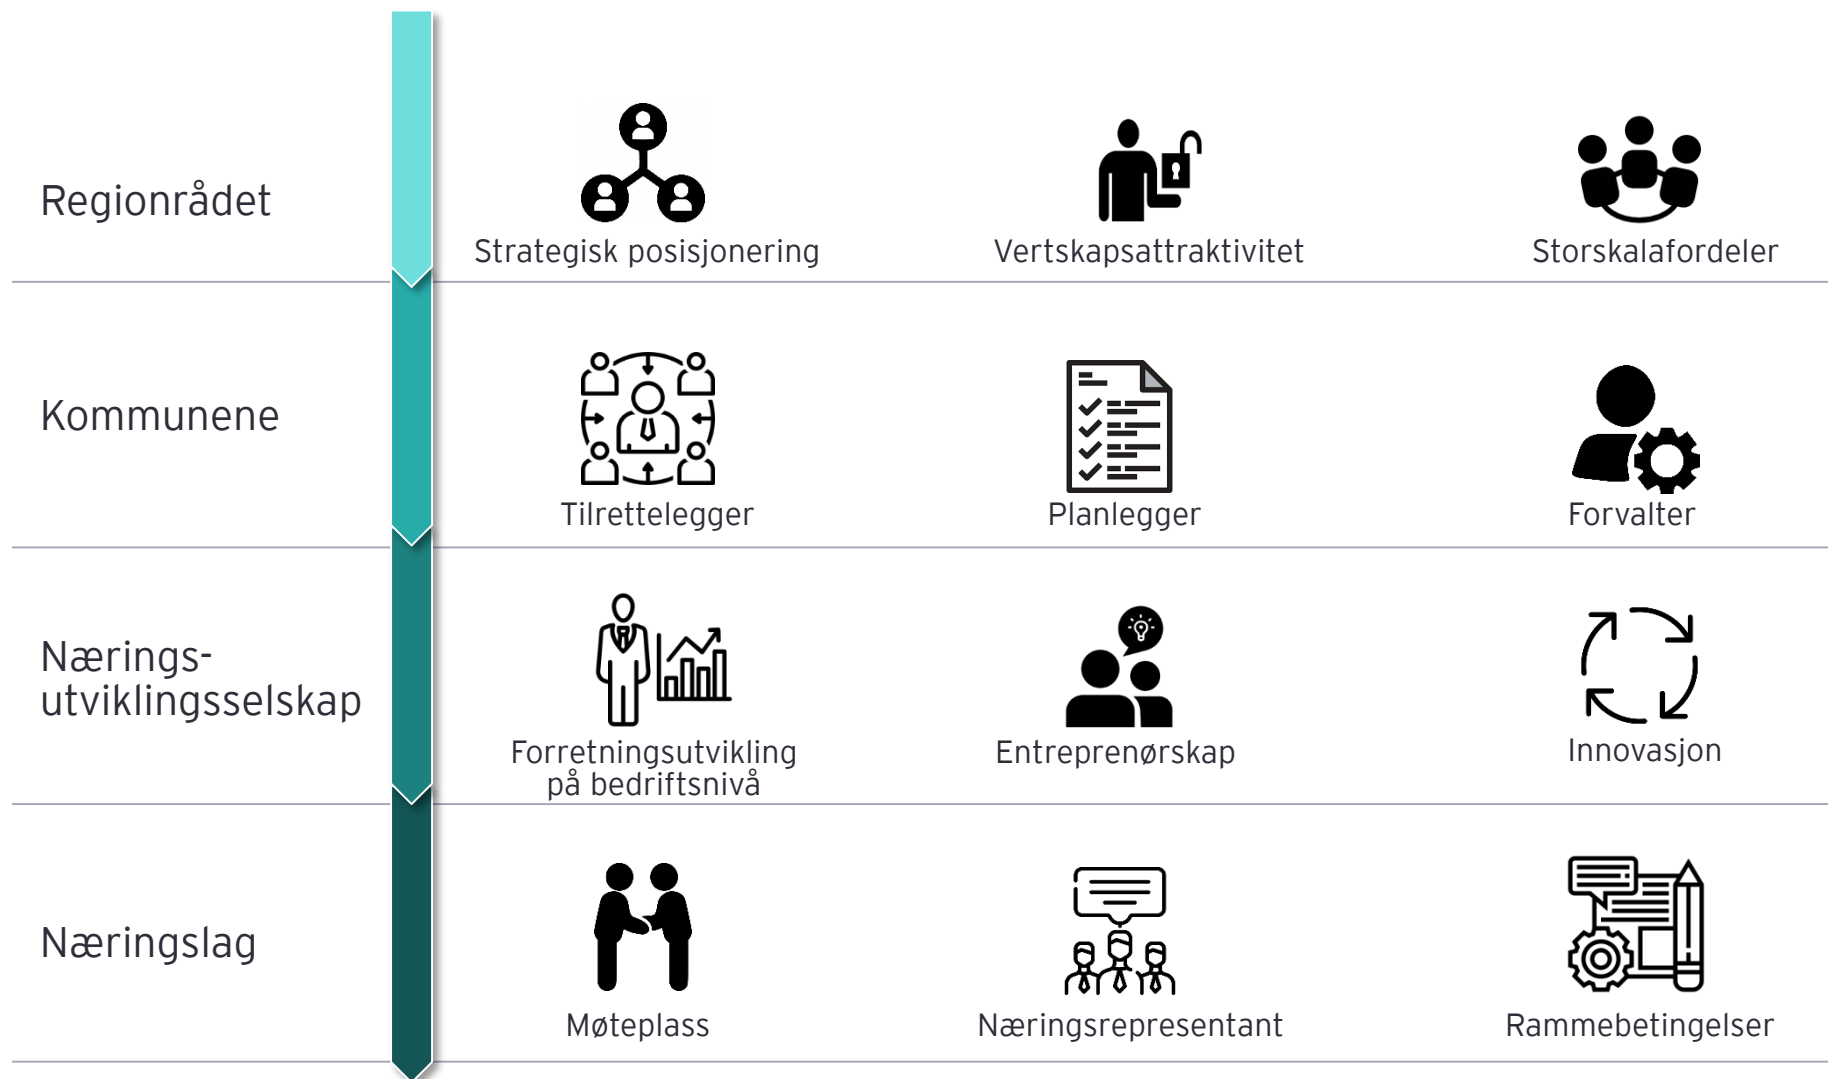 Regionrådet
Strategisk posisjonering
Vertskapsattraktivitet
Storskalafordeler
Kommunene
Tilrettelegger
Planlegger
Forvalter
Nærings-
utviklingsselskap
Forretningsutvikling
på bedriftsnivå
Entreprenørskap
Innovasjon
Næringslag
Møteplass
Næringsrepresentant
Rammebetingelser